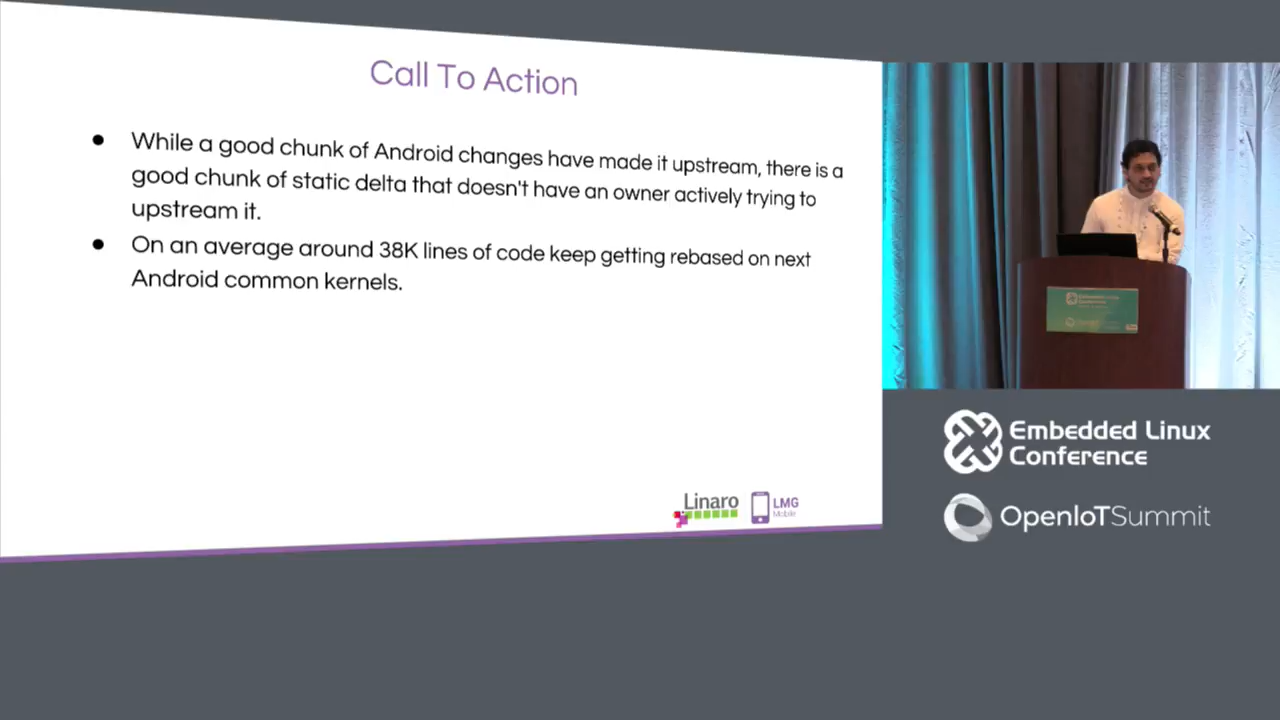 Call To Action
● While a good chunk of Android changes have made it upstream, there is a
good chunk of static delta that doesn't have an owner actively trying to
upstream it.
● On an average around 38K lines of code keep getting rebased on next
Android common kernels.
Linaro
LMG
Mobile
Embedded Linux
Conference
OpenIoTSummit